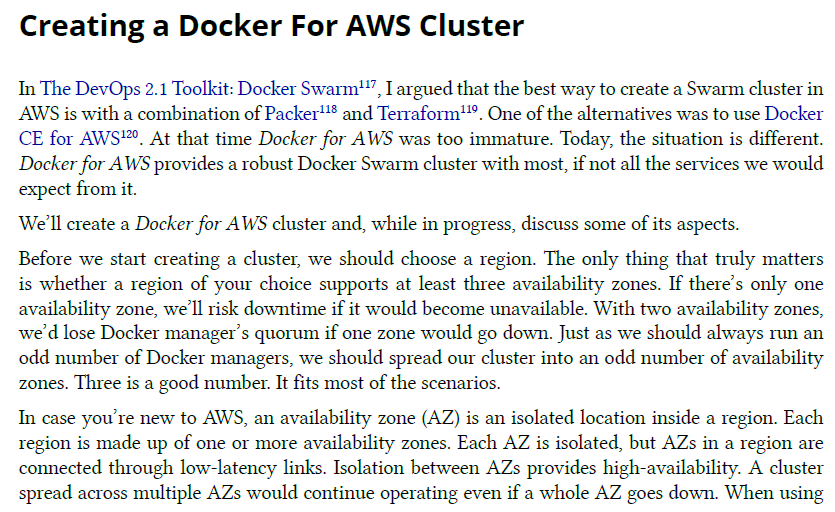 Creating a Docker For AWS Cluster
In The DevOps 2.1 Toolkit: Docker Swarm¹¹⁷, I argued that the best way to create a Swarm cluster in
AWS is with a combination of Packer¹¹⁸ and Terraform¹¹⁹. One of the alternatives was to use Docker
CE for AWS¹²⁰. At that time Docker for AWS was too immature. Today, the situation is different.
Docker for AWS provides a robust Docker Swarm cluster with most, if not all the services we would
expect from it.
We’ll create a Docker for AWS cluster and, while in progress, discuss some of its aspects.
Before we start creating a cluster, we should choose a region. The only thing that truly matters
is whether a region of your choice supports at least three availability zones. If there’s only one
availability zone, we’ll risk downtime if it would become unavailable. With two availability zones,
we’d lose Docker manager’s quorum if one zone would go down. Just as we should always run an
odd number of Docker managers, we should spread our cluster into an odd number of availability
zones. Three is a good number. It fits most of the scenarios.
In case you’re new to AWS, an availability zone (AZ) is an isolated location inside a region. Each
region is made up of one or more availability zones. Each AZ is isolated, but AZs in a region are
connected through low-latency links. Isolation between AZs provides high-availability. A cluster
spread across multiple AZs would continue operating even if a whole AZ goes down. When using